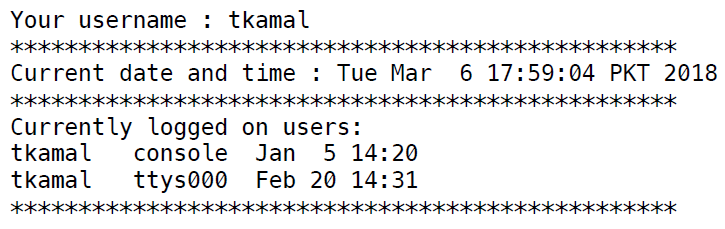 Your username : tkamal
*************************************************
Current date and time : Tue Mar  6 17:59:04 PKT 2018
*************************************************
Currently logged on users:
tkamal   console  Jan  5 14:20
tkamal   ttys000  Feb 20 14:31
*************************************************